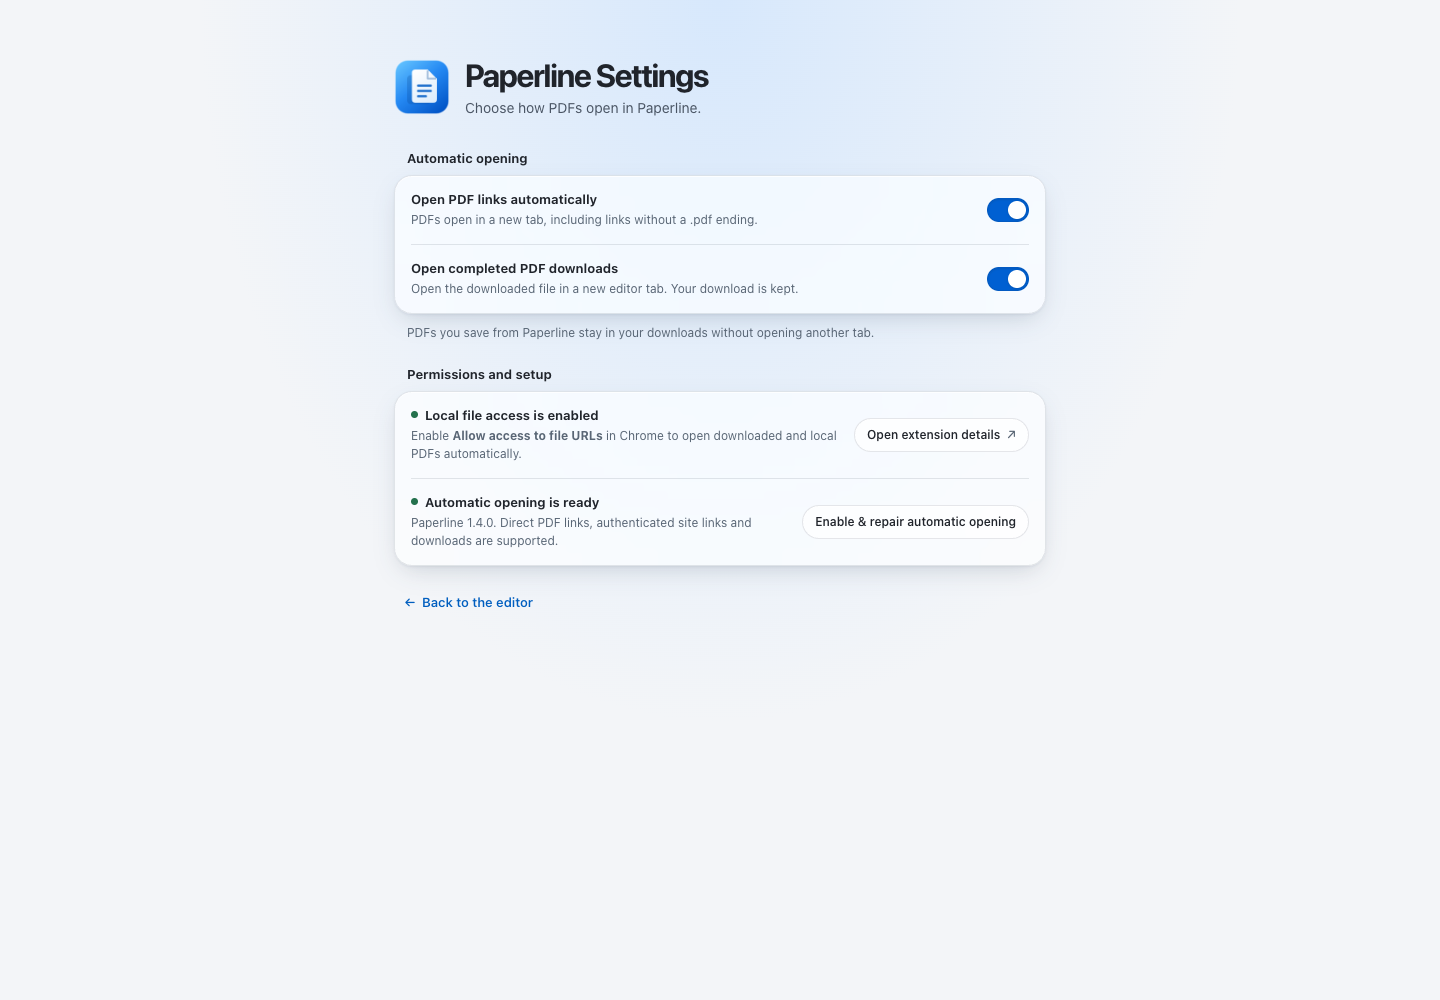 Paperline Settings
Choose how PDFs open in Paperline.
Automatic opening
Open PDF links automatically
PDFs open in a new tab, including links without a .pdf ending.
Open completed PDF downloads
Open the downloaded file in a new editor tab. Your download is kept.
PDFs you save from Paperline stay in your downloads without opening another tab.
Permissions and setup
Local file access is enabled
Enable Allow access to file URLs in Chrome to open downloaded and local
PDFs automatically.
Open extension details ↗
Automatic opening is ready
Paperline 1.4.0. Direct PDF links, authenticated site links and
downloads are supported.
Enable & repair automatic opening
← Back to the editor